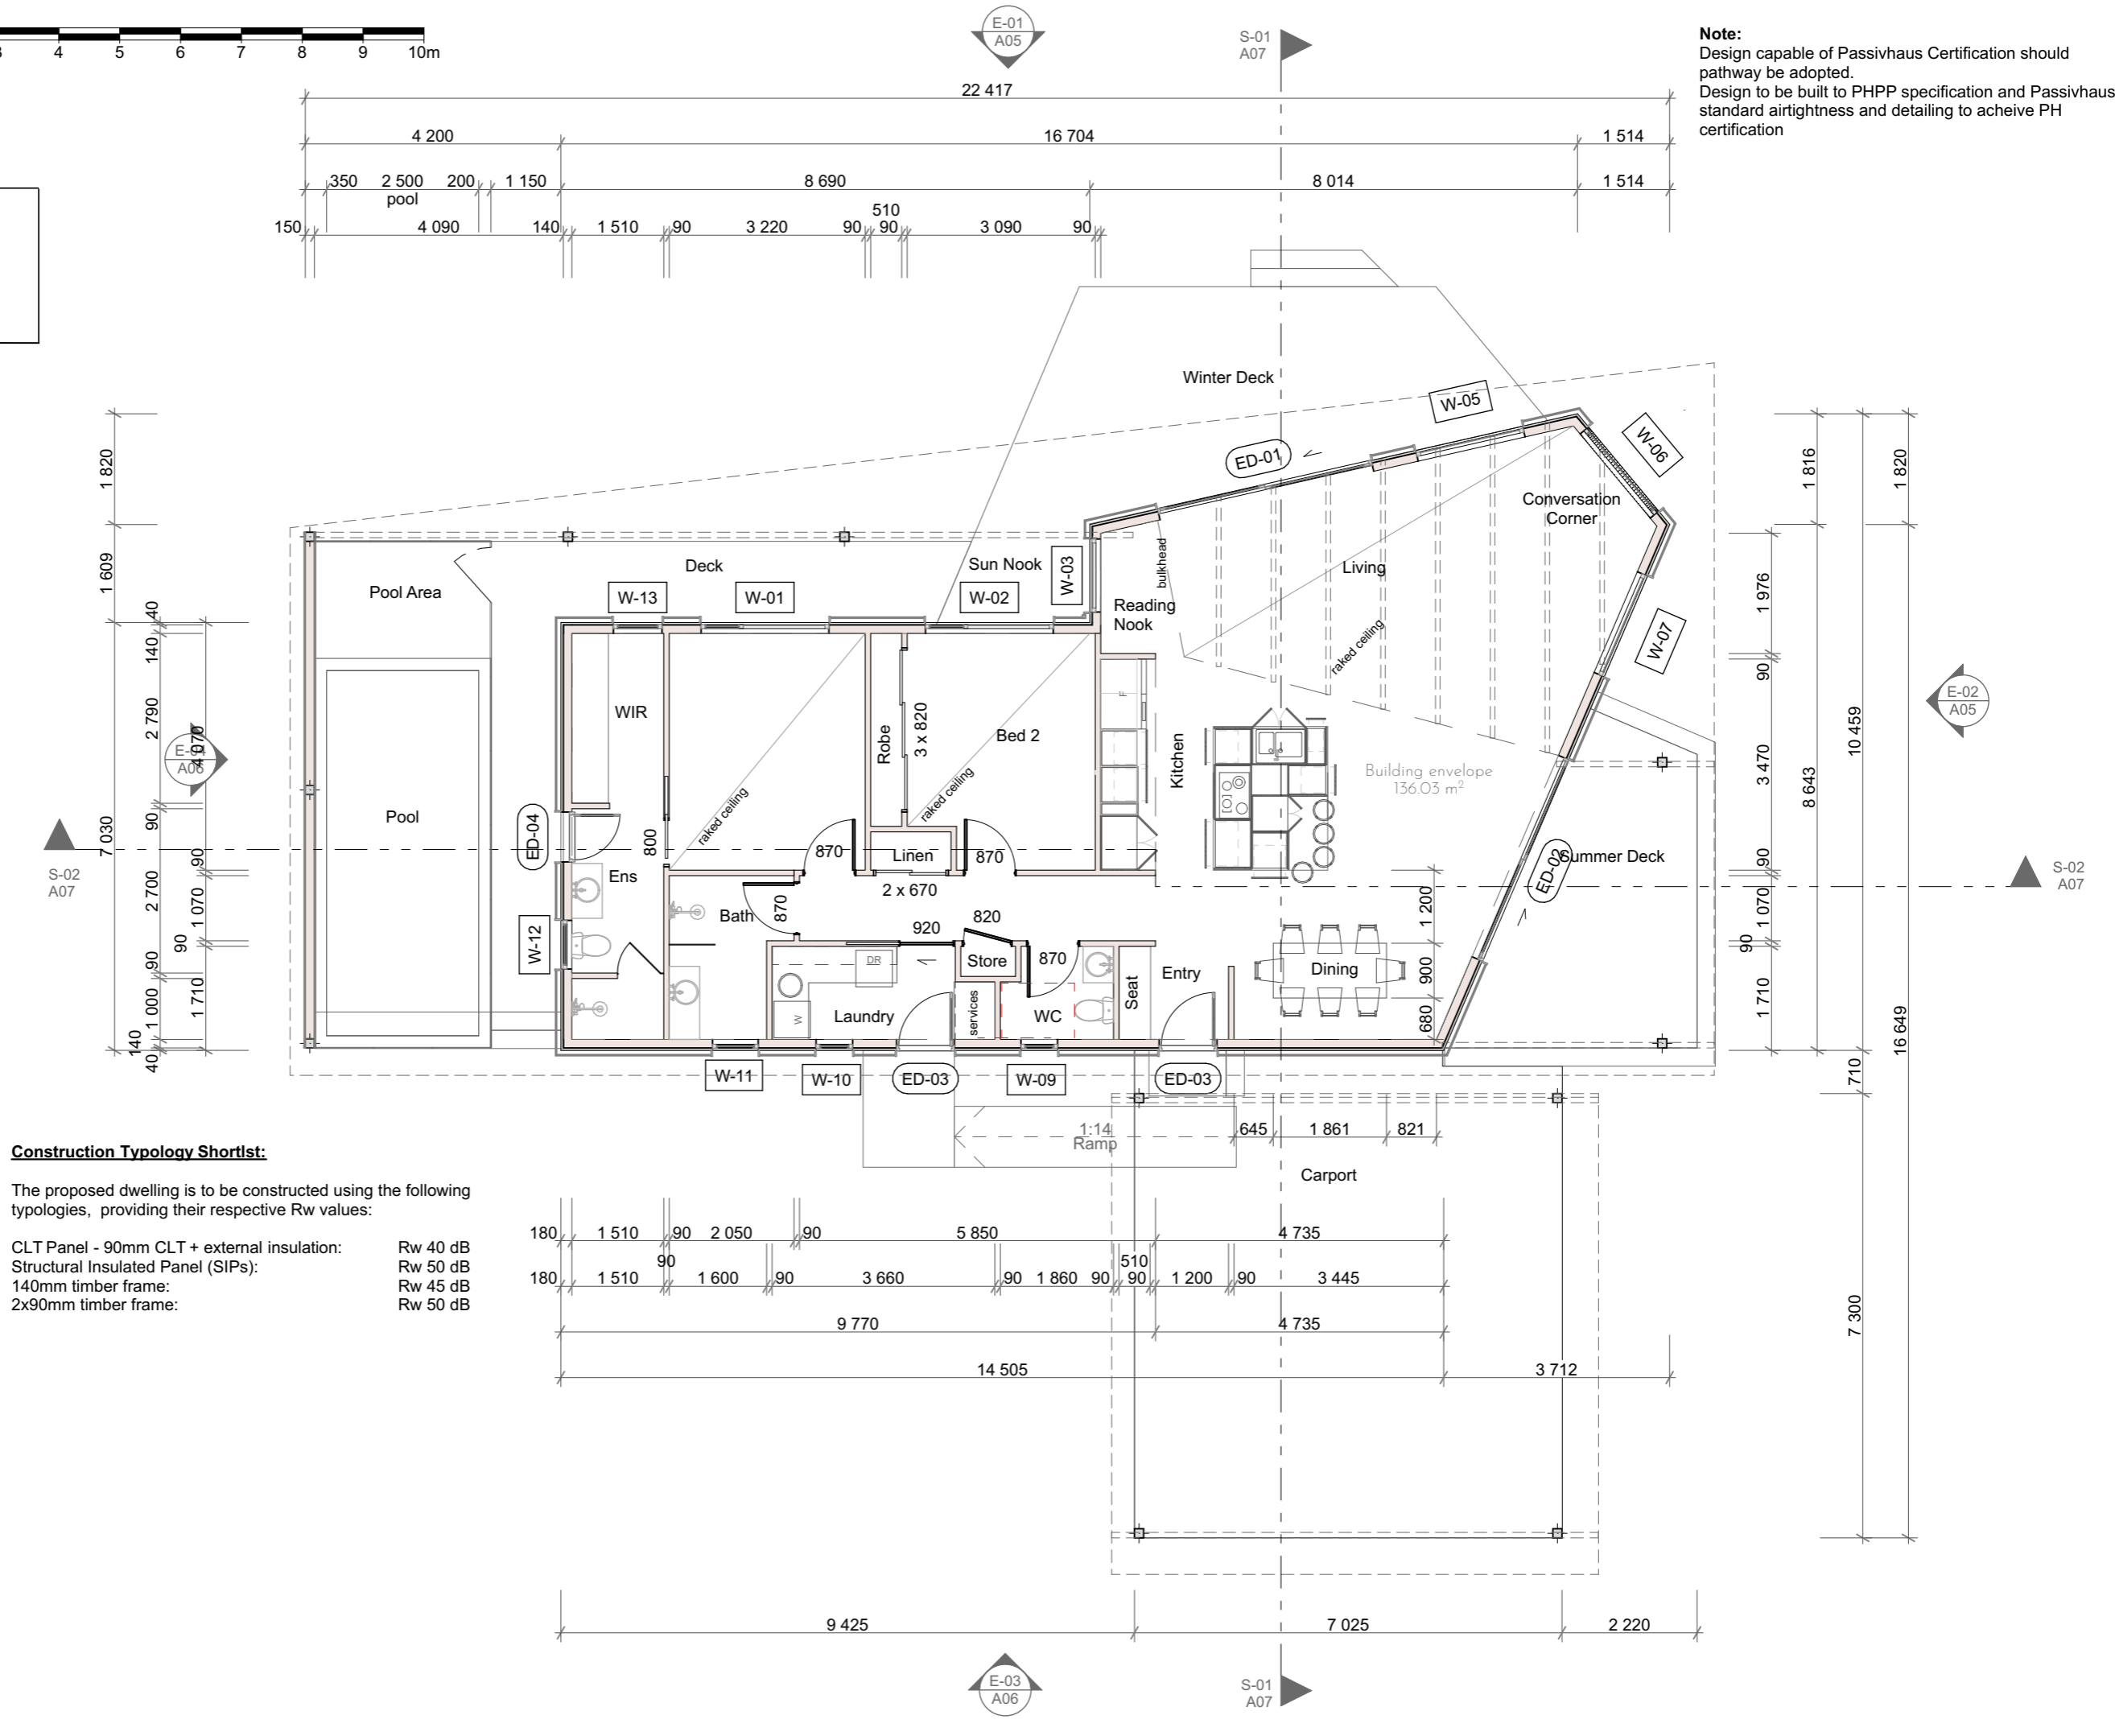 3 4 5 6 7 8 9 10m
E-01
A05
S-01
A07
Note:
Design capable of Passivhaus Certification should
pathway be adopted.
Design to be built to PHPP specification and Passivhaus
standard airtightness and detailing to acheive PH
certification
22 417
4 200 16 704 1 514
350 2 500 200 1 150 8 690 8 014 1 514
pool
510
150 4 090 140 1 510 90 3 220 90 90 3 090 90
Winter Deck
W-05
ED-01
W-06
Conversation
Corner
W-03
bulkhead
Living
Deck
Sun Nook
Pool Area
W-13
W-01
W-02
Reading
Nook
raked ceiling
W-07
1 820
1 609
40
140
2 790
4 070
90
7 030
90
2 700
1 070
90
90
1 000
1 710
140
40
E-04
A06
S-02
A07
WIR
Robe
3 x 820
Bed 2
F
Kitchen
Building envelope
136.03 m²
raked ceiling
raked ceiling
Pool
ED-04
800
870
Linen
870
2 x 670
Ens
Bath
870
Summer Deck
ED-02
1 200
920
820
W-12
DR
Store
870
Entry
Dining
900
Seat
services
W
Laundry
WC
680
W-11
W-10
ED-03
W-09
ED-03
1 816
1 820
1 976
90
10 459
3 470
8 643
90
1 070
90
1 710
16 649
710
7 300
E-02
A05
S-02
A07
1:14
Ramp
645 1 861 821
Carport
Construction Typology Shortlst:
The proposed dwelling is to be constructed using the following
typologies, providing their respective Rw values:
CLT Panel - 90mm CLT + external insulation: Rw 40 dB
Structural Insulated Panel (SIPs): Rw 50 dB
140mm timber frame: Rw 45 dB
2x90mm timber frame: Rw 50 dB
180 1 510 90 2 050 90 5 850 4 735
90 510
180 1 510 1 600 90 3 660 90 1 860 90 90 1 200 90 3 445
9 770 4 735
14 505 3 712
9 425 7 025 2 220
E-03
A06
S-01
A07